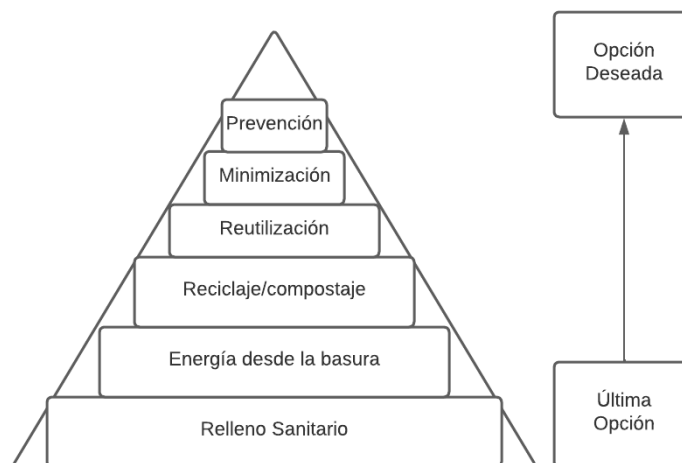 Opción
Deseada
Prevención
Minimización
Reutilización
Reciclaje/compostaje
Energía desde la basura
Última
Opción
Relleno Sanitario